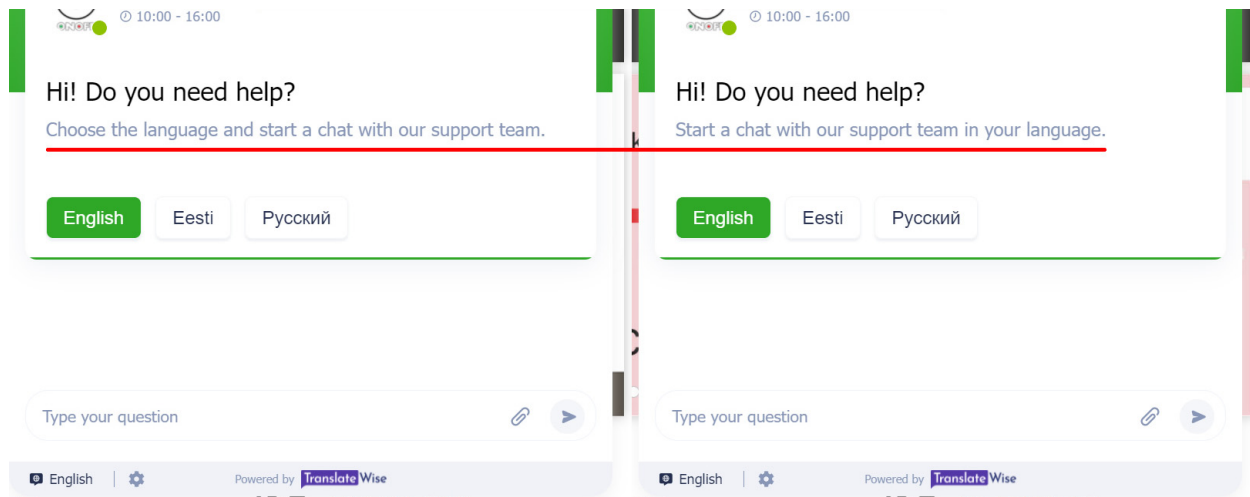 ONOFF
10:00 - 16:00
Hi! Do you need help?
Choose the language and start a chat with our support team.
English Eesti Русский
Type your question
English
Powered by TranslateWise
ONOFF
10:00 - 16:00
Hi! Do you need help?
Start a chat with our support team in your language.
English Eesti Русский
Type your question
English
Powered by TranslateWise